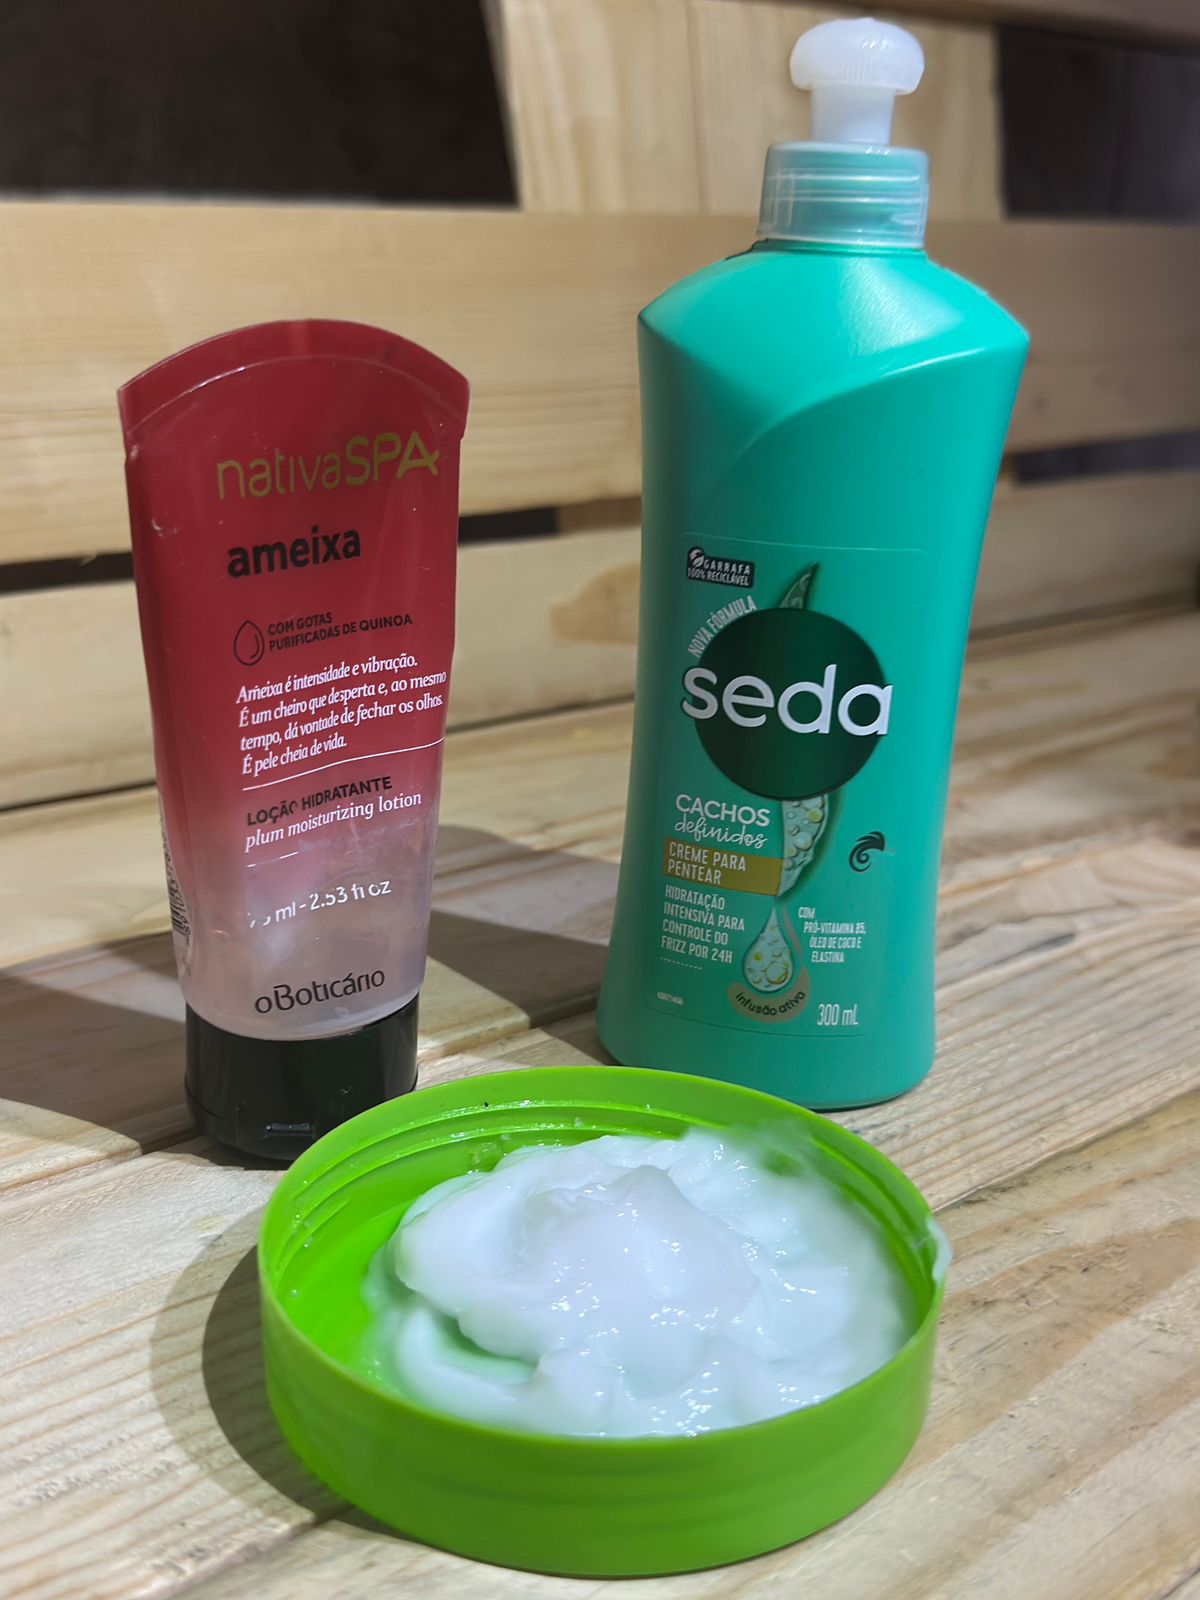 nativaSPA
ameixa
COM GOTAS
PURIFICADAS DE QUINOA
Ameixa é intensidade e vibração.
É um cheiro que desperta e, ao mesmo
tempo, dá vontade de fechar os olhos.
É pele cheia de vida.
LOÇÃO HIDRATANTE
plum moisturizing lotion
ml - 2.53 fl oz
oBoticário
GARRAFA
100% RECICLÁVEL
NOVA FÓRMULA
seda
CACHOS
definidos
CREME PARA
PENTEAR
HIDRATAÇÃO
INTENSIVA PARA
CONTROLE DO
FRIZZ POR 24H
COM
PRÓ-VITAMINA B5,
ÓLEO DE COCO E
ELASTINA
infusão ativa
300 mL